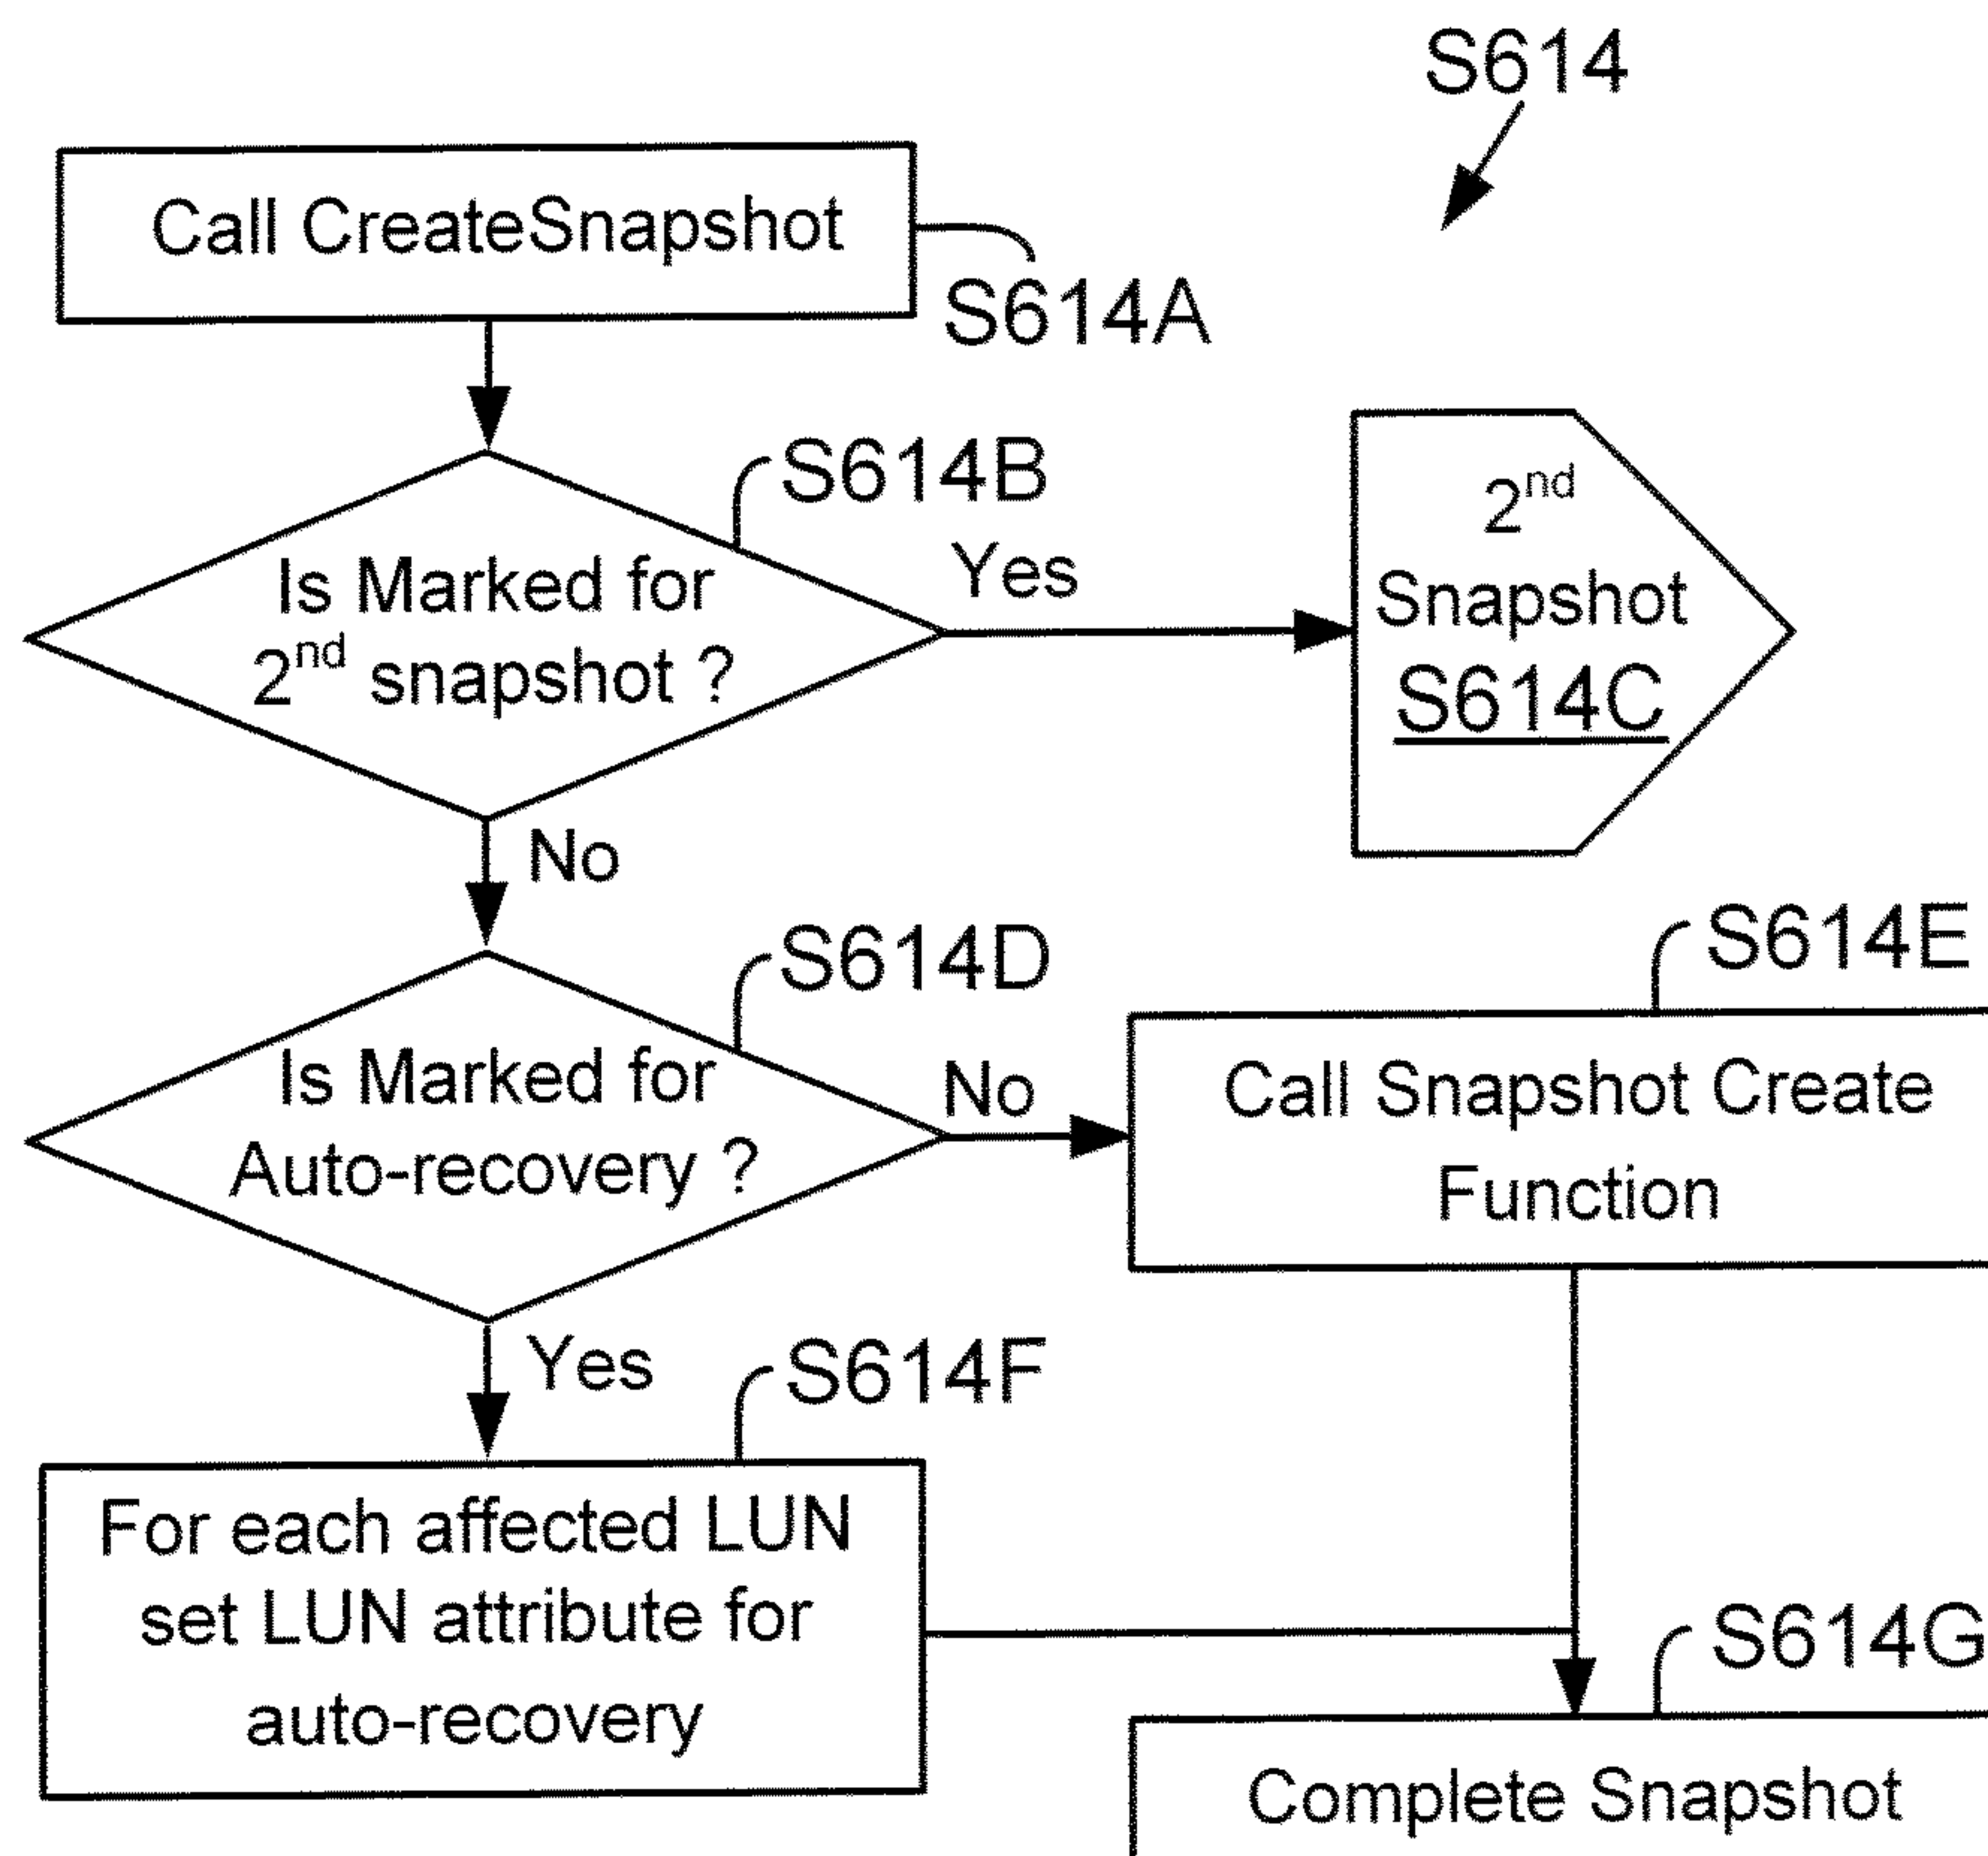 S614
Call CreateSnapshot
S614A
S614B
Is Marked for
2nd snapshot ?
Yes
2nd
Snapshot
S614C
No
S614D
Is Marked for
Auto-recovery ?
No
S614E
Call Snapshot Create
Function
Yes
S614F
For each affected LUN
set LUN attribute for
auto-recovery
S614G
Complete Snapshot